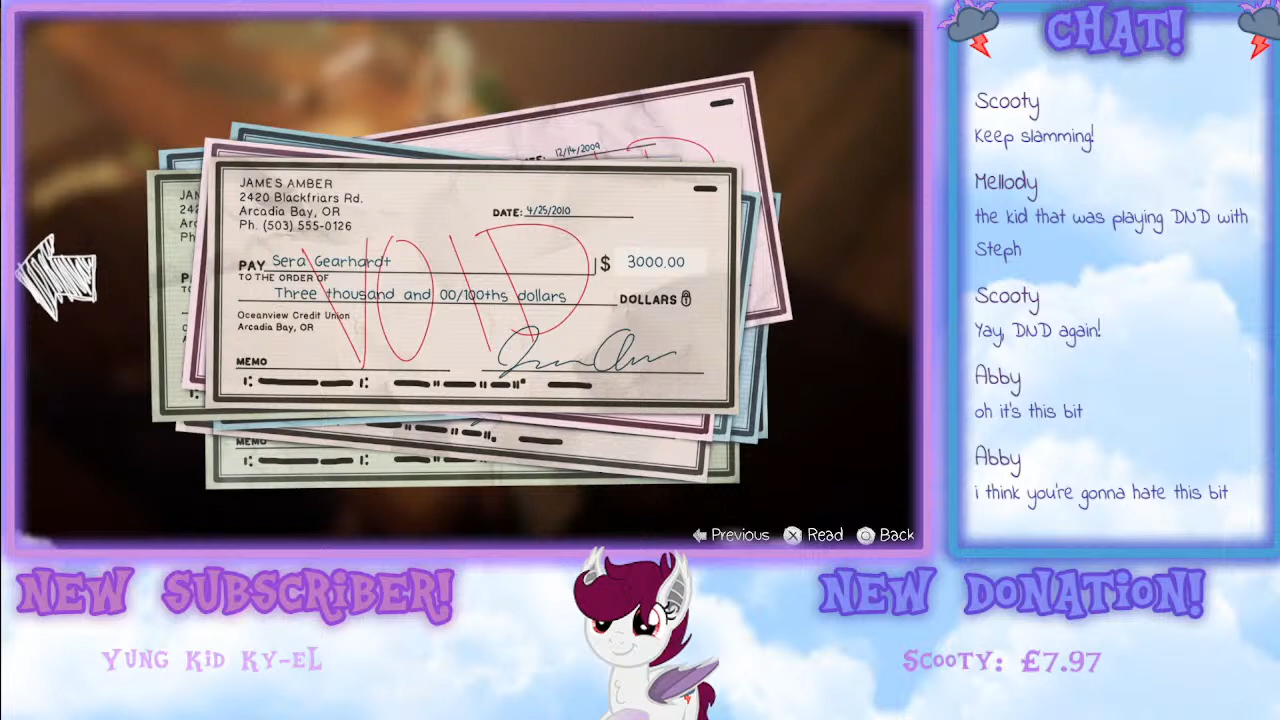 CHAT!
Scooty
Keep slamming!
Mellody
the kid that was playing DND with
Steph
Scooty
Yay, DND again!
Abby
oh it's this bit
Abby
i think you're gonna hate this bit
12/14/2009
JAMES AMBER
2420 Blackfriars Rd.
Arcadia Bay, OR
Ph. (503) 555-0126
DATE: 4/25/2010
PAY Sera Gearhardt $ 3000.00
TO THE ORDER OF
Three thousand and 00/100ths dollars DOLLARS
VOID
Oceanview Credit Union
Arcadia Bay, OR
MEMO
MEMO
Previous Read Back
NEW SUBSCRIBER!
YUNG KID KY-EL
NEW DONATION!
SCOOTY: £7.97